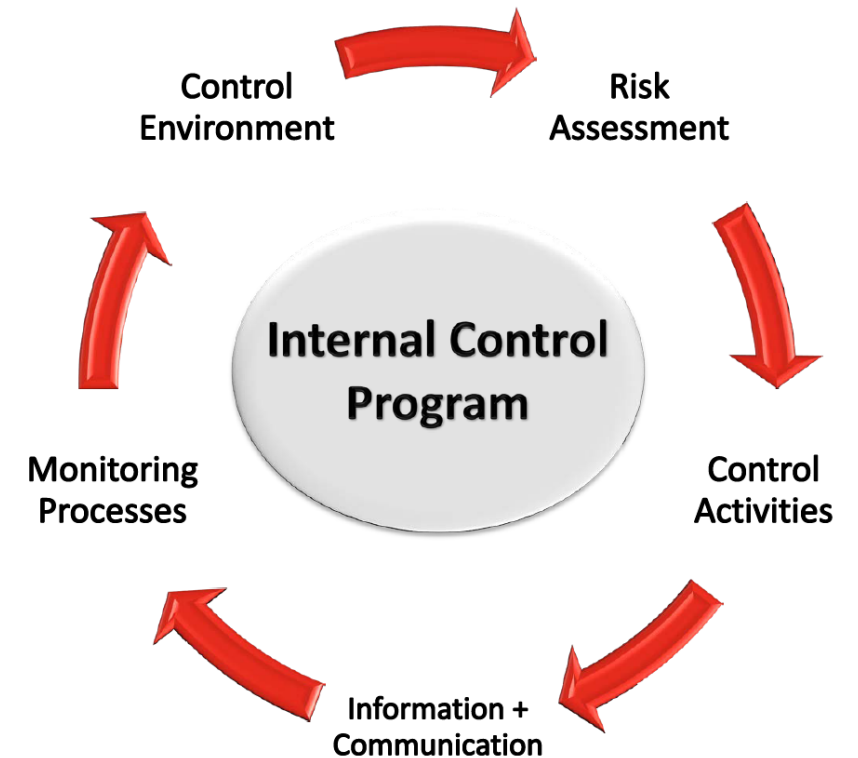 Control
Environment
Risk
Assessment
Internal Control
Program
Monitoring
Processes
Control
Activities
Information +
Communication